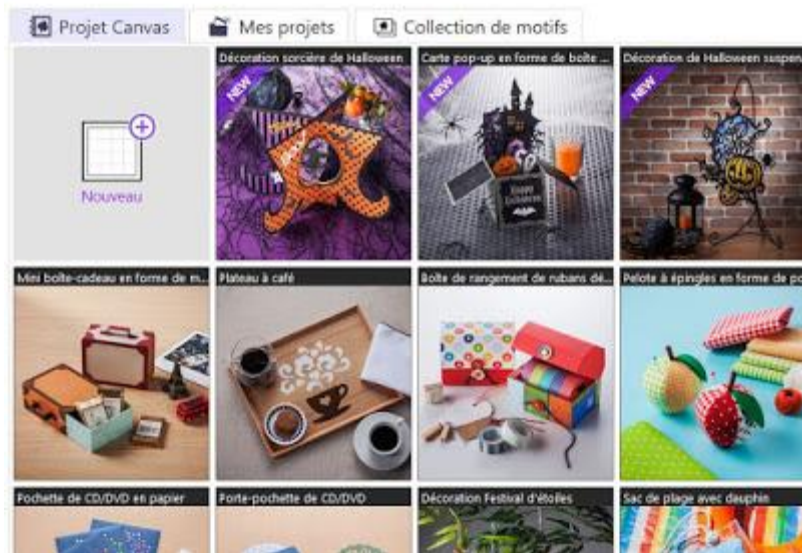 Projet Canvas
Mes projets
Collection de motifs
Nouveau
Décoration sorcière de Halloween
NEW
Carte pop-up en forme de boîte ...
NEW
Happy Halloween
Décoration de Halloween suspen
NEW
Mini boîte-cadeau en forme de m...
Plateau à café
Boîte de rangement de rubans dé...
Pelote à épingles en forme de po
Pochette de CD/DVD en papier
Porte-pochette de CD/DVD
Décoration Festival d'étoiles
Sac de plage avec dauphin